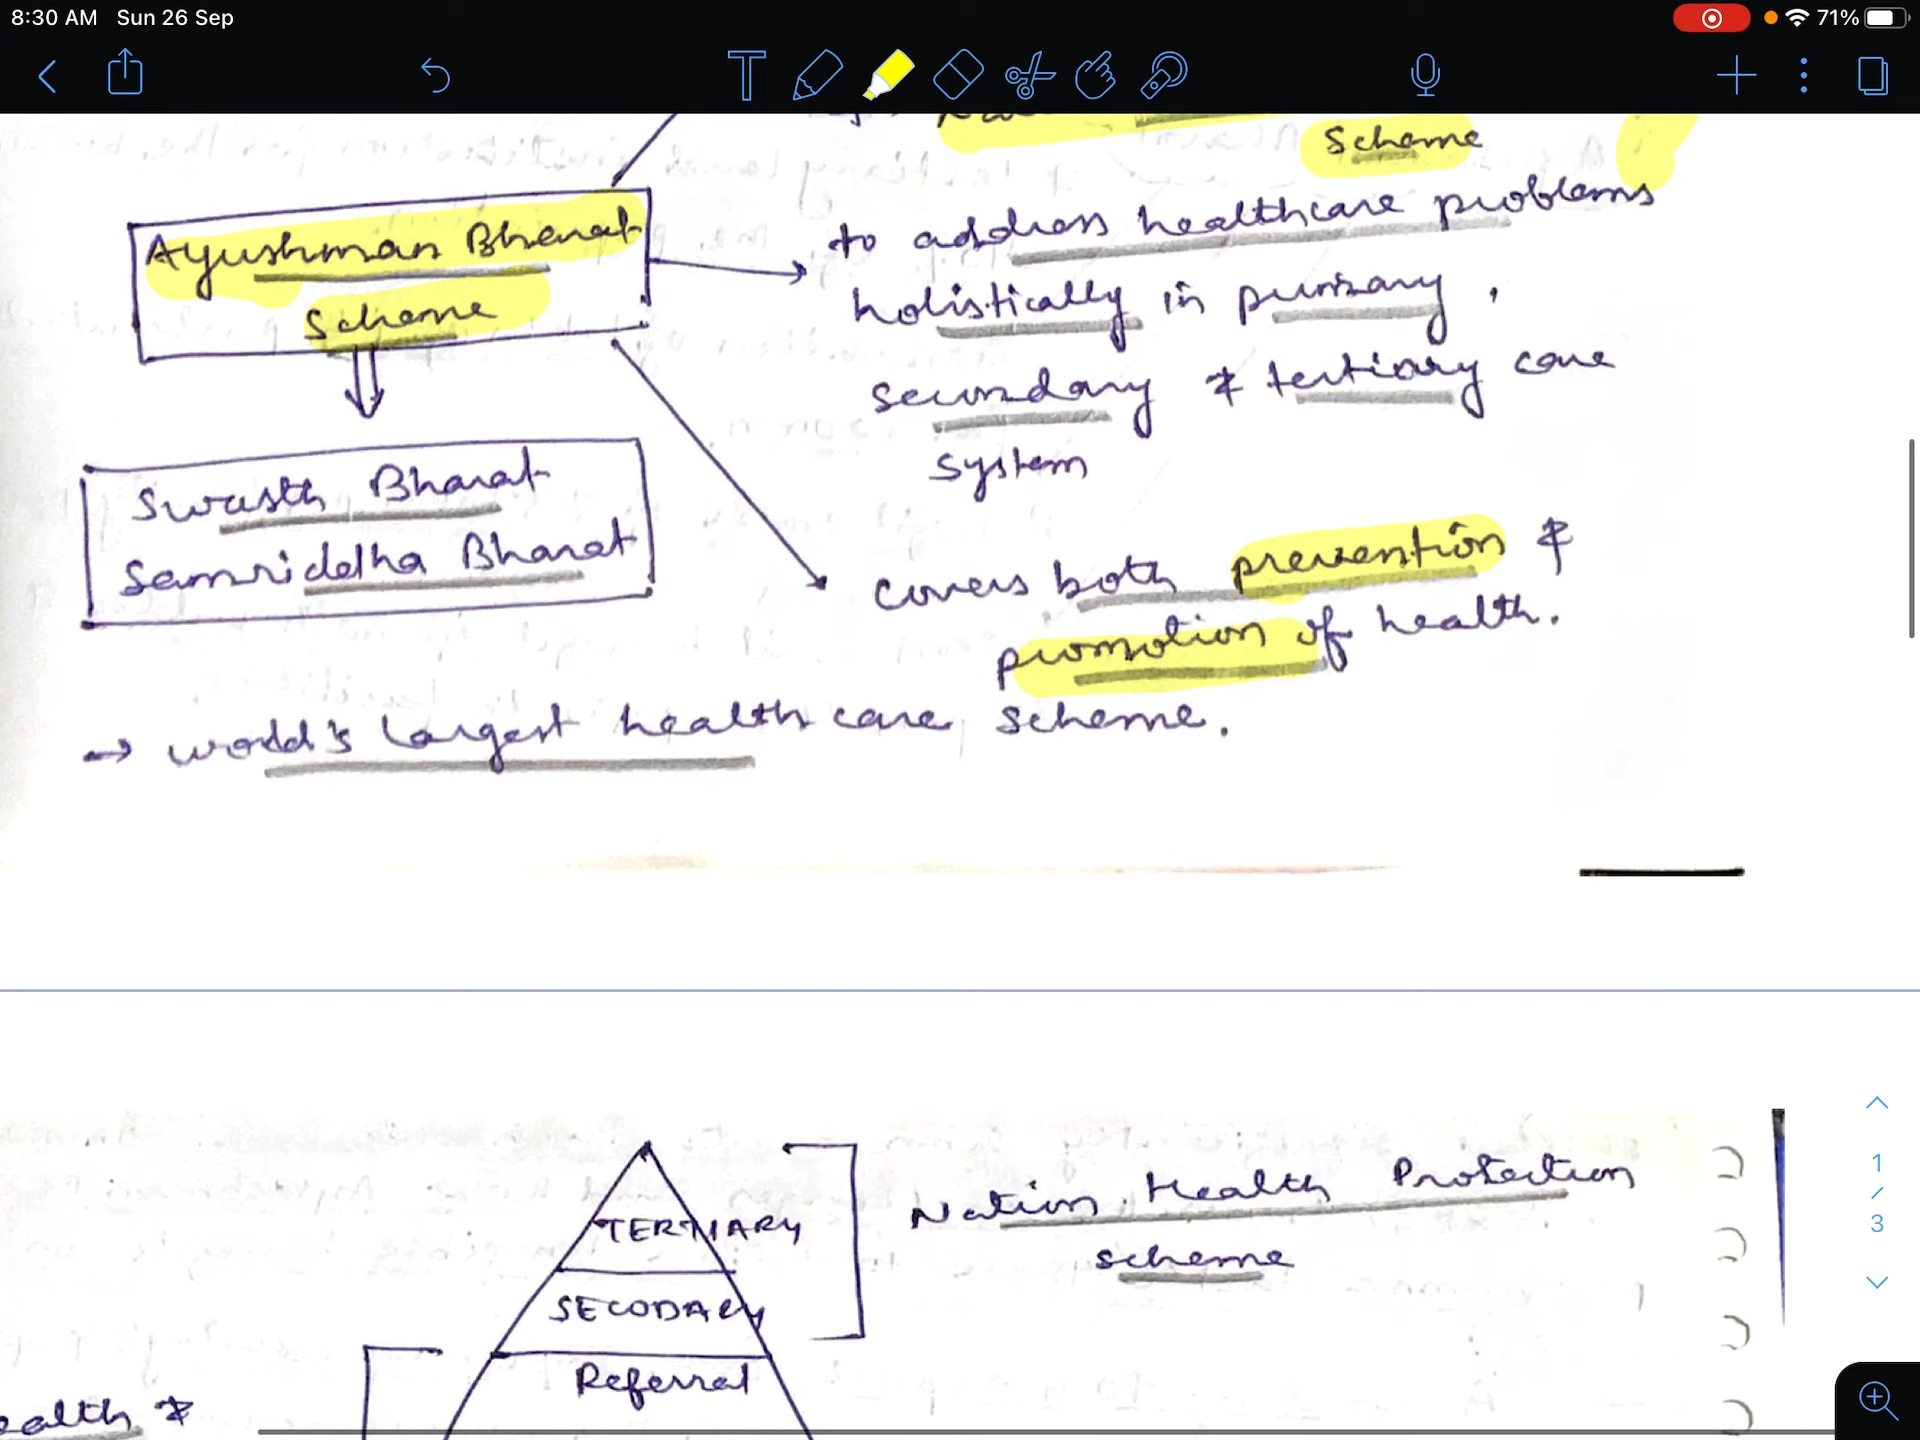 8:30 AM Sun 26 Sep
71%
Scheme
Ayushman Bharat
Scheme
to address healthcare problems
holistically in primary,
secondary & tertiary care
system
Swasth Bharat
Samriddha Bharat
covers both prevention &
promotion of health.
→ world's largest health care scheme.
Nation Health Protection
scheme
TERTIARY
SECODARY
Referral
ealth &
1
/
3